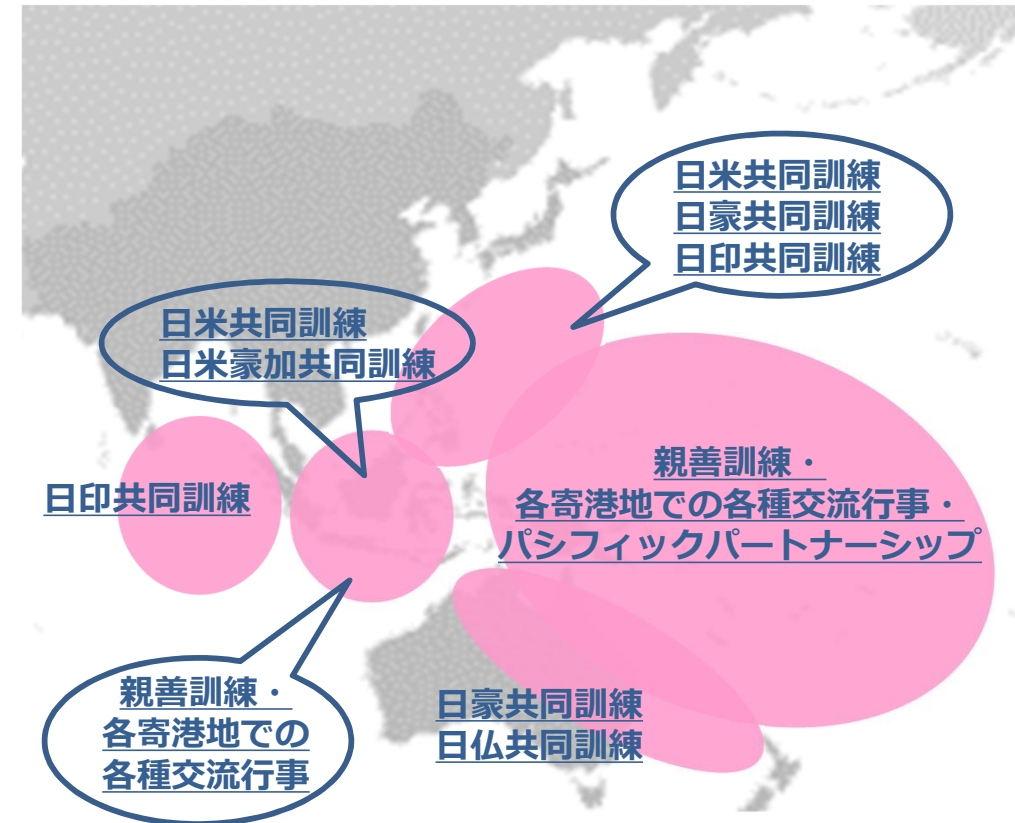 日米共同訓練
日豪共同訓練
日印共同訓練
日米共同訓練
日米豪加共同訓練
日印共同訓練
親善訓練・
各寄港地での各種交流行事・
パシフィックパートナーシップ
親善訓練・
各寄港地での
各種交流行事
日豪共同訓練
日仏共同訓練